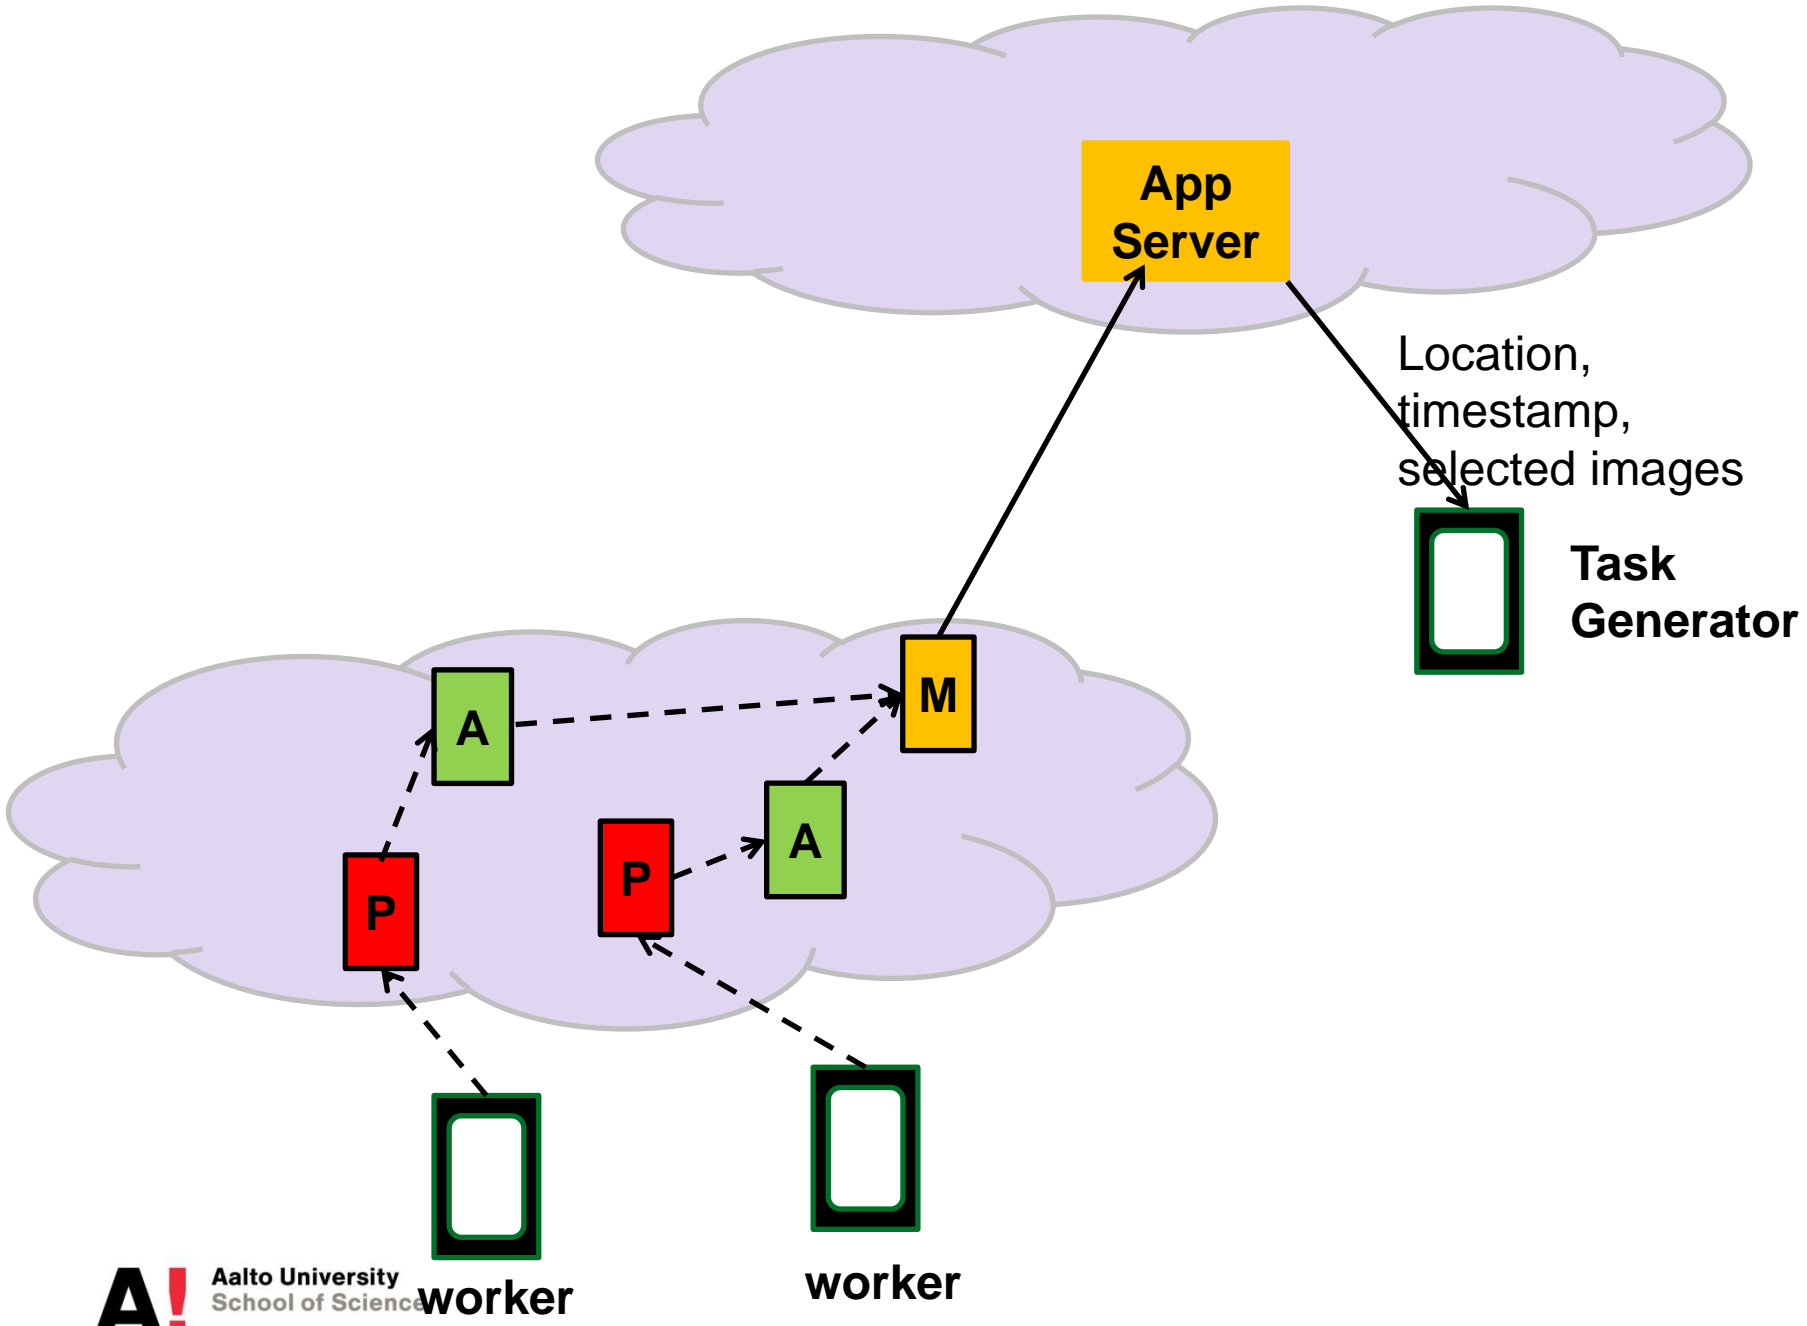 App
Server
Location,
timestamp,
selected images
Task
Generator
M
A
A
P
P
worker
worker
A!
Aalto University
School of Science